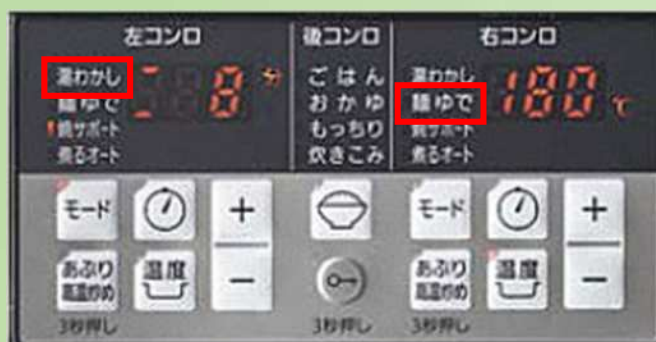 左コンロ
後コンロ
右コンロ
湯わかし
麺ゆで
焼サポート
煮るオート
8分
ごはん
おかゆ
もっちり
炊きこみ
湯わかし
麺ゆで
焼サポート
煮るオート
180℃
モード
+
モード
+
あぶり
高温炒め
温度
-
あぶり
高温炒め
温度
-
3秒押し
3秒押し
3秒押し